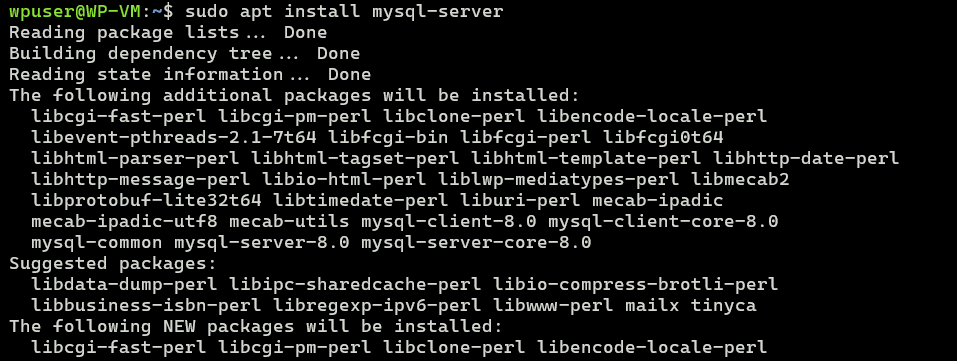 wpuser@WP-VM:~$ sudo apt install mysql-server
Reading package lists... Done
Building dependency tree... Done
Reading state information... Done
The following additional packages will be installed:
  libcgi-fast-perl libcgi-pm-perl libclone-perl libencode-locale-perl
  libevent-pthreads-2.1-7t64 libfcgi-bin libfcgi-perl libfcgi0t64
  libhtml-parser-perl libhtml-tagset-perl libhtml-template-perl libhttp-date-perl
  libhttp-message-perl libio-html-perl liblwp-mediatypes-perl libmecab2
  libprotobuf-lite32t64 libtimedate-perl liburi-perl mecab-ipadic
  mecab-ipadic-utf8 mecab-utils mysql-client-8.0 mysql-client-core-8.0
  mysql-common mysql-server-8.0 mysql-server-core-8.0
Suggested packages:
  libdata-dump-perl libipc-sharedcache-perl libio-compress-brotli-perl
  libbusiness-isbn-perl libregexp-ipv6-perl libwww-perl mailx tinyca
The following NEW packages will be installed:
  libcgi-fast-perl libcgi-pm-perl libclone-perl libencode-locale-perl